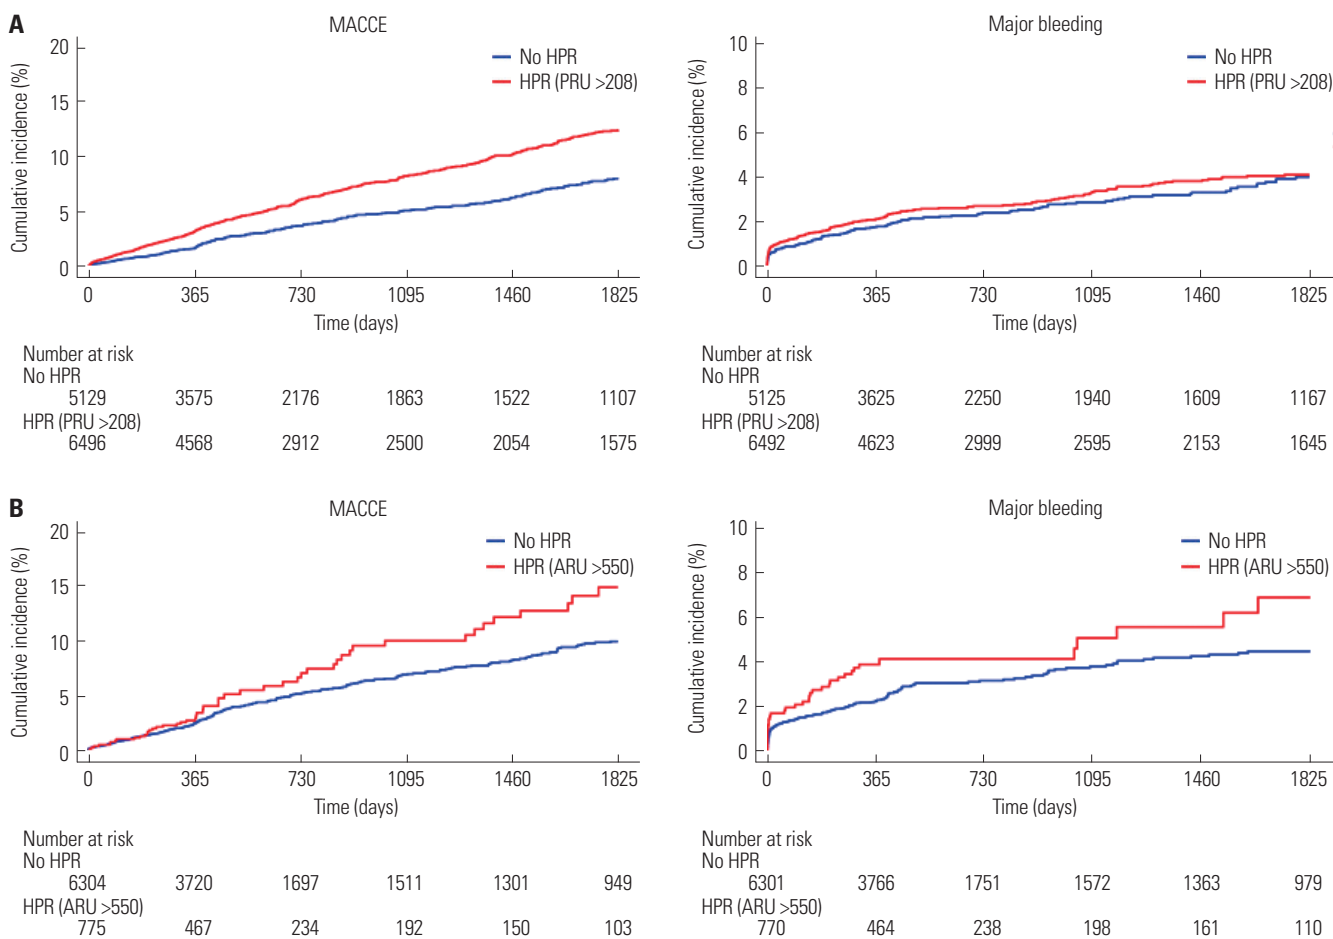 A
MACCE
Cumulative incidence (%)
20
15
10
5
0
No HPR
HPR (PRU >208)
0 365 730 1095 1460 1825
Time (days)
Number at risk
No HPR
5129 3575 2176 1863 1522 1107
HPR (PRU >208)
6496 4568 2912 2500 2054 1575
Major bleeding
Cumulative incidence (%)
10
8
6
4
2
0
No HPR
HPR (PRU >208)
0 365 730 1095 1460 1825
Time (days)
Number at risk
No HPR
5125 3625 2250 1940 1609 1167
HPR (PRU >208)
6492 4623 2999 2595 2153 1645
B
MACCE
Cumulative incidence (%)
20
15
10
5
0
No HPR
HPR (ARU >550)
0 365 730 1095 1460 1825
Time (days)
Number at risk
No HPR
6304 3720 1697 1511 1301 949
HPR (ARU >550)
775 467 234 192 150 103
Major bleeding
Cumulative incidence (%)
10
8
6
4
2
0
No HPR
HPR (ARU >550)
0 365 730 1095 1460 1825
Time (days)
Number at risk
No HPR
6301 3766 1751 1572 1363 979
HPR (ARU >550)
770 464 238 198 161 110